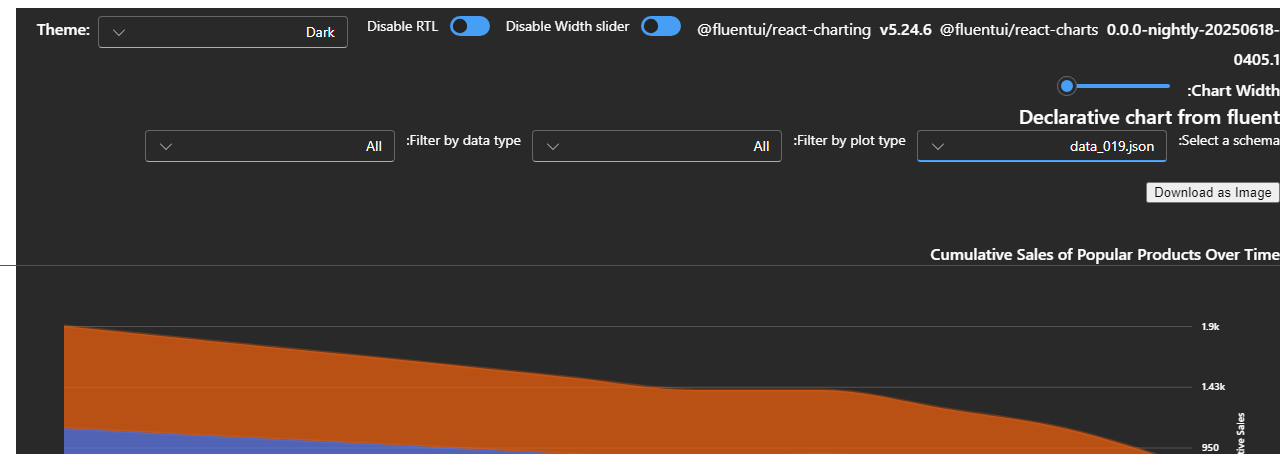 Theme: Dark Disable RTL Disable Width slider @fluentui/react-charting v5.24.6 @fluentui/react-charts 0.0.0-nightly-20250618-
0405.1
:Chart Width
Declarative chart from fluent
All :Filter by data type All :Filter by plot type data_019.json :Select a schema
Download as Image
Cumulative Sales of Popular Products Over Time
1.9k
1.43k
950
Sales